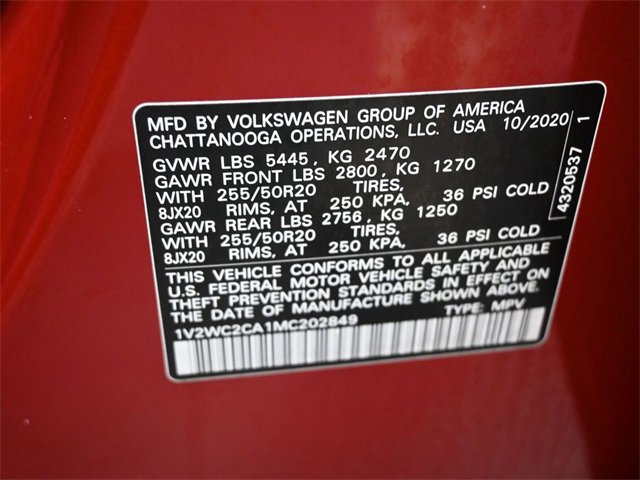 MFD BY VOLKSWAGEN GROUP OF AMERICA
CHATTANOOGA OPERATIONS, LLC. USA 10/2020
GVWR LBS 5445, KG 2470
GAWR FRONT LBS 2800, KG 1270
WITH 255/50R20 TIRES,
8JX20 RIMS, AT 250 KPA, 36 PSI COLD
GAWR REAR LBS 2756, KG 1250
WITH 255/50R20 TIRES,
8JX20 RIMS, AT 250 KPA, 36 PSI COLD
THIS VEHICLE CONFORMS TO ALL APPLICABLE
U.S. FEDERAL MOTOR VEHICLE SAFETY AND
THEFT PREVENTION STANDARDS IN EFFECT ON
THE DATE OF MANUFACTURE SHOWN ABOVE.
1V2WC2CA1MC202849 TYPE: MPV
4320537 1